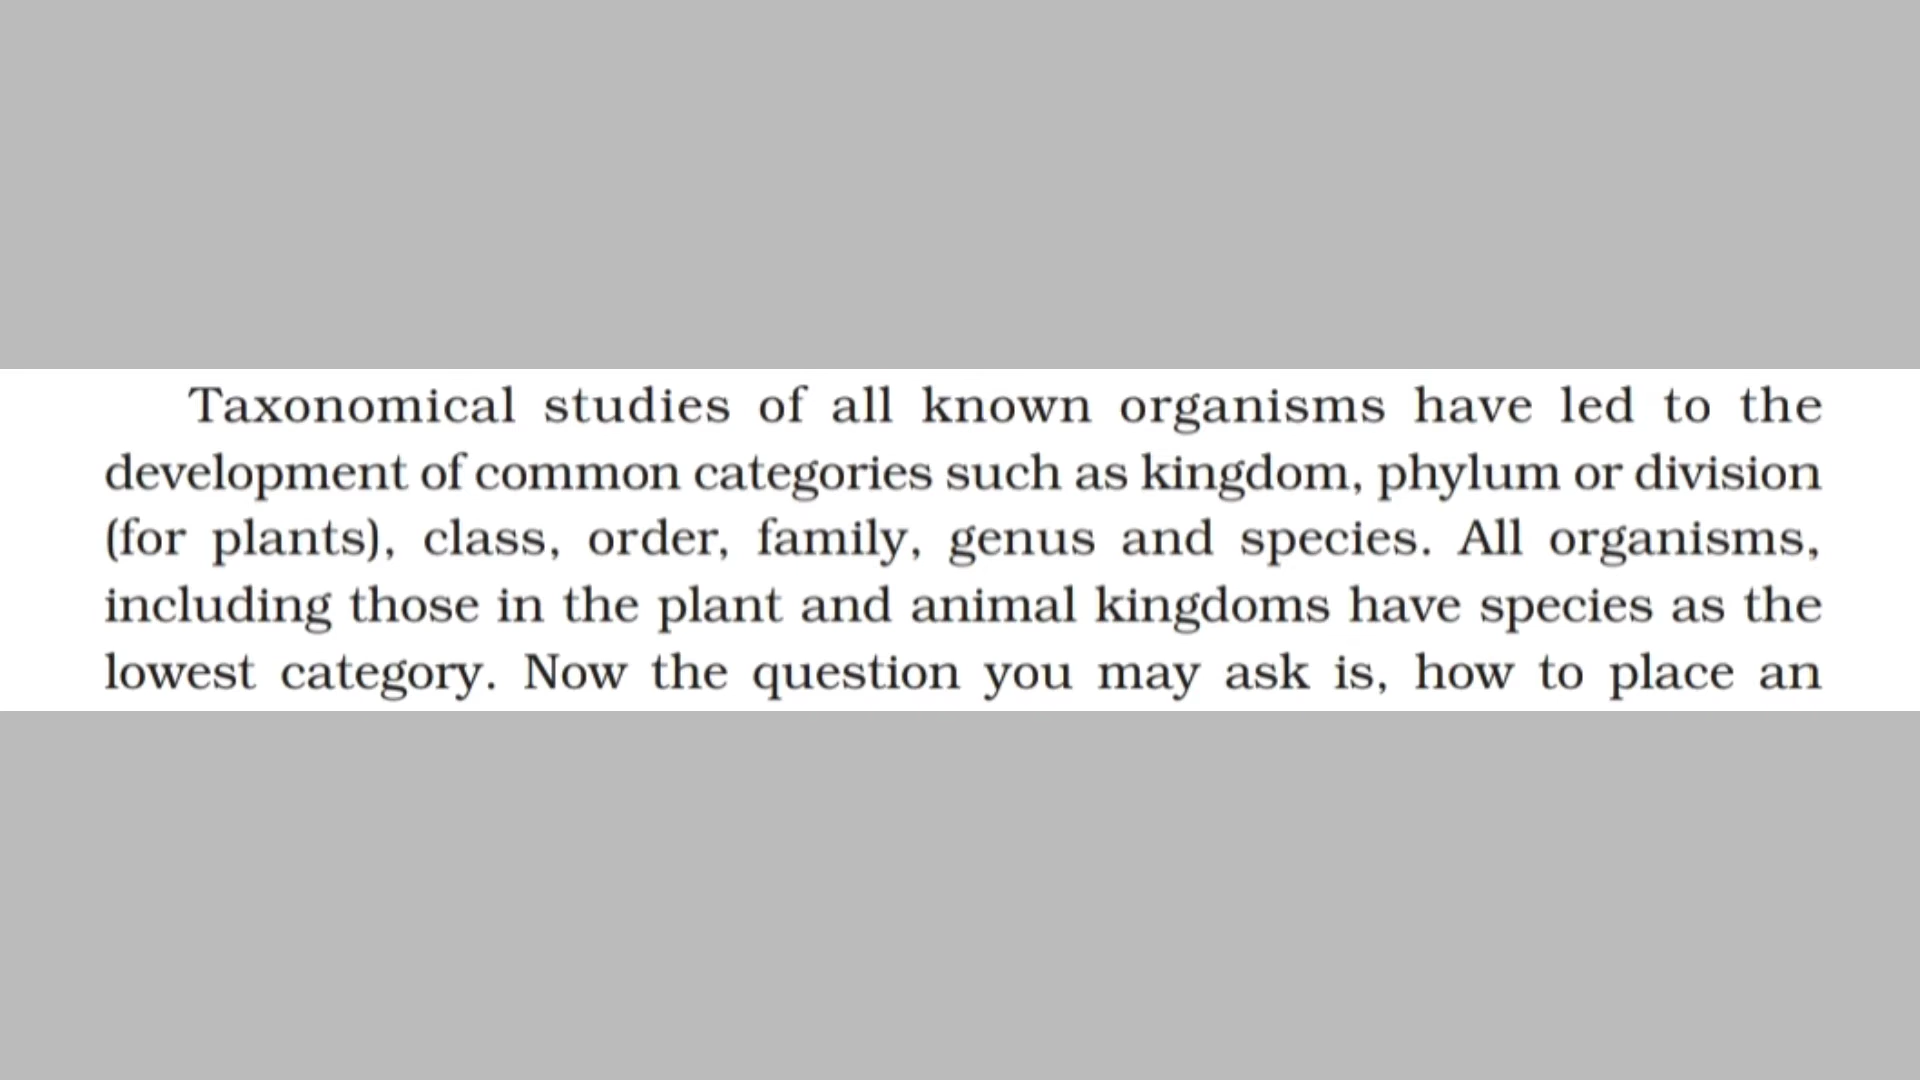 Taxonomical studies of all known organisms have led to the
development of common categories such as kingdom, phylum or division
(for plants), class, order, family, genus and species. All organisms,
including those in the plant and animal kingdoms have species as the
lowest category. Now the question you may ask is, how to place an